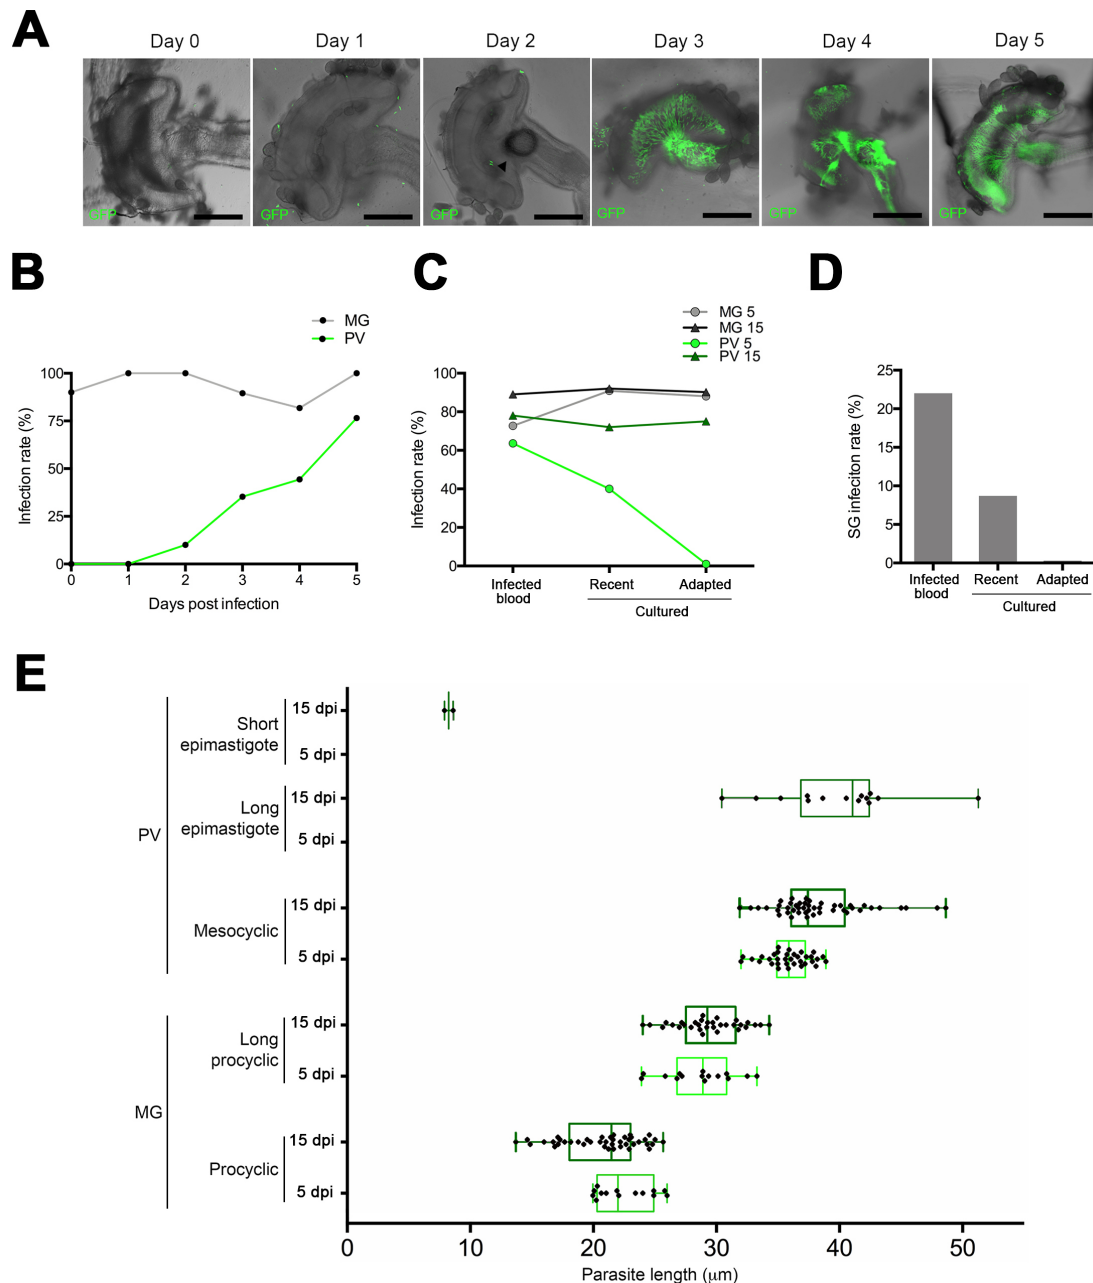 A
Day 0
Day 1
Day 2
Day 3
Day 4
Day 5
GFP
GFP
GFP
GFP
GFP
GFP
B
MG
PV
Infection rate (%)
100
75
50
25
0
0
1
2
3
4
5
Days post infection
C
MG 5
MG 15
PV 5
PV 15
Infection rate (%)
100
80
60
40
20
0
Infected
blood
Recent
Adapted
Cultured
D
SG infeciton rate (%)
25
20
15
10
5
0
Infected
blood
Recent
Adapted
Cultured
E
PV
Short
epimastigote
15 dpi
5 dpi
Long
epimastigote
15 dpi
5 dpi
Mesocyclic
15 dpi
5 dpi
MG
Long
procyclic
15 dpi
5 dpi
Procyclic
15 dpi
5 dpi
0
10
20
30
40
50
Parasite length (μm)